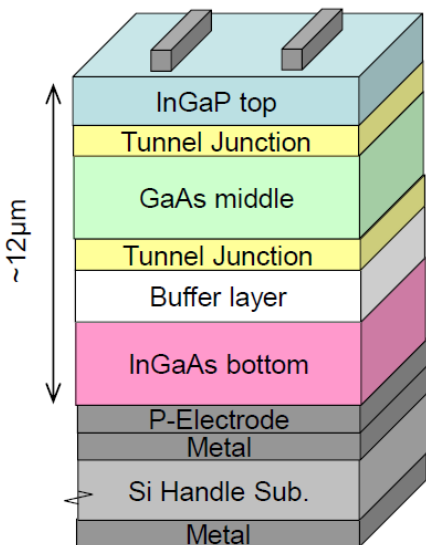 InGaP top
Tunnel Junction
GaAs middle
~12μm
Tunnel Junction
Buffer layer
InGaAs bottom
P-Electrode
Metal
Si Handle Sub.
Metal